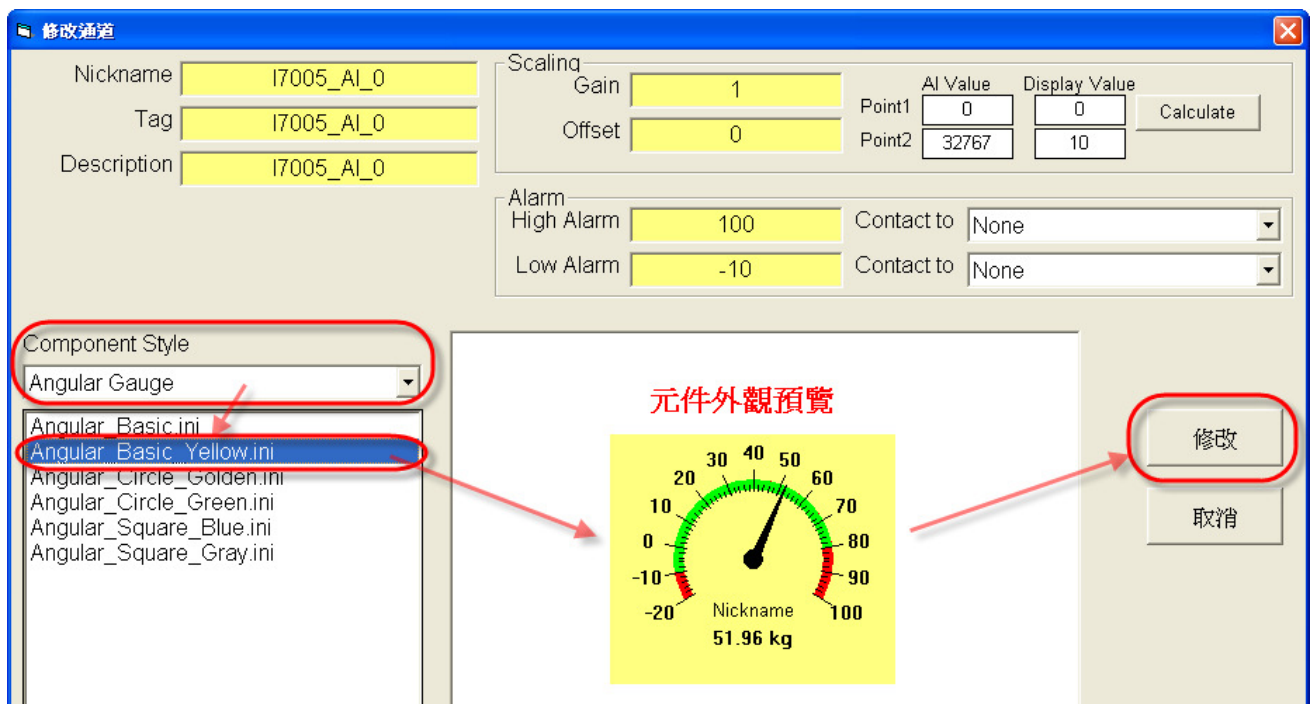 修改通道
Nickname I7005_AI_0
Tag I7005_AI_0
Description I7005_AI_0
Scaling
Gain 1
Offset 0
AI Value Display Value
Point1 0 0
Point2 32767 10
Calculate
Alarm
High Alarm 100 Contact to None
Low Alarm -10 Contact to None
Component Style
Angular Gauge
Angular_Basic.ini
Angular_Basic_Yellow.ini
Angular_Circle_Golden.ini
Angular_Circle_Green.ini
Angular_Square_Blue.ini
Angular_Square_Gray.ini
元件外觀預覽
-20 -10 0 10 20 30 40 50 60 70 80 90 100
Nickname
51.96 kg
修改
取消